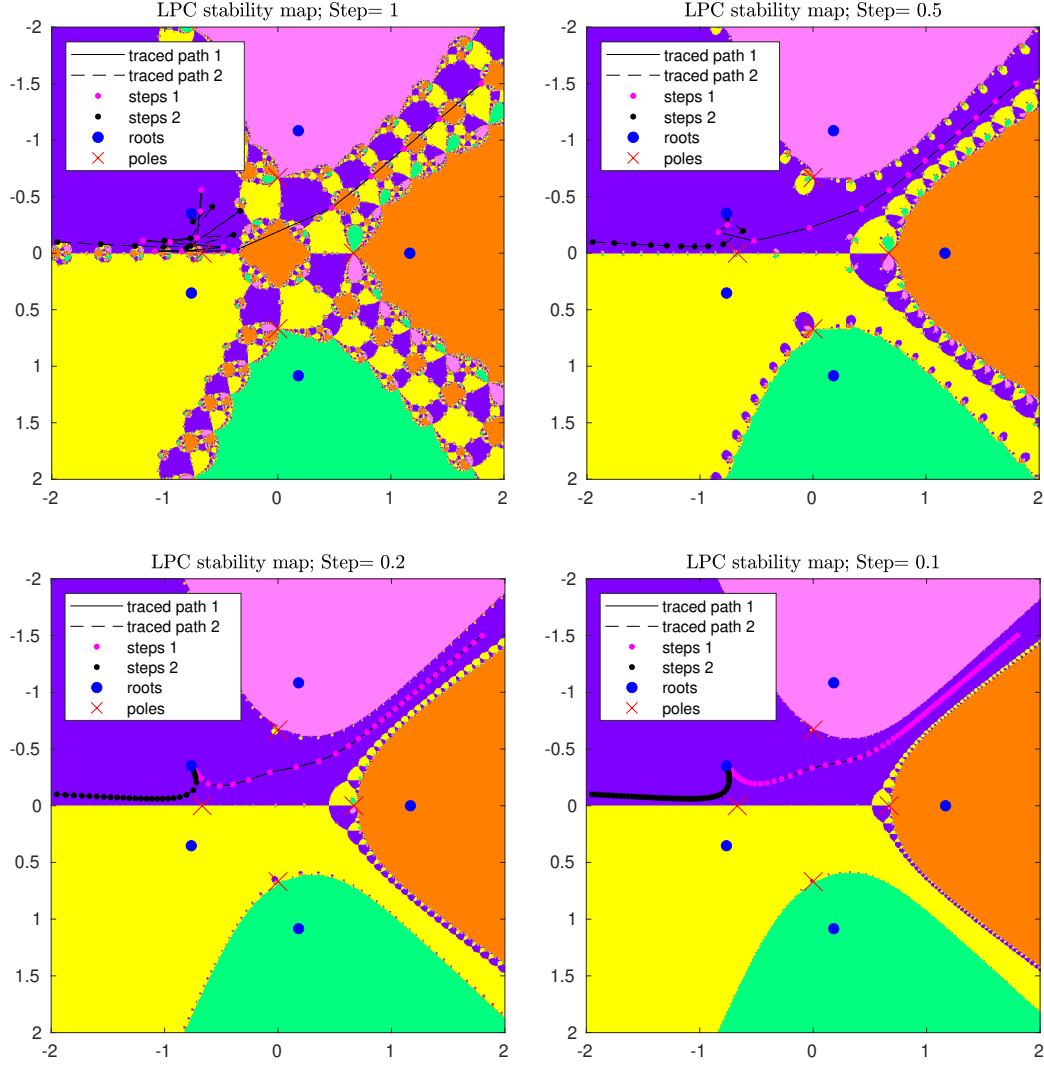 LPC stability map; Step= 1
-2
-1.5
-1
-0.5
0
0.5
1
1.5
2
traced path 1
traced path 2
steps 1
steps 2
roots
poles
-2
-1
0
1
2
LPC stability map; Step= 0.5
-2
-1.5
-1
-0.5
0
0.5
1
1.5
2
traced path 1
traced path 2
steps 1
steps 2
roots
poles
-2
-1
0
1
2
LPC stability map; Step= 0.2
-2
-1.5
-1
-0.5
0
0.5
1
1.5
2
traced path 1
traced path 2
steps 1
steps 2
roots
poles
-2
-1
0
1
2
LPC stability map; Step= 0.1
-2
-1.5
-1
-0.5
0
0.5
1
1.5
2
traced path 1
traced path 2
steps 1
steps 2
roots
poles
-2
-1
0
1
2